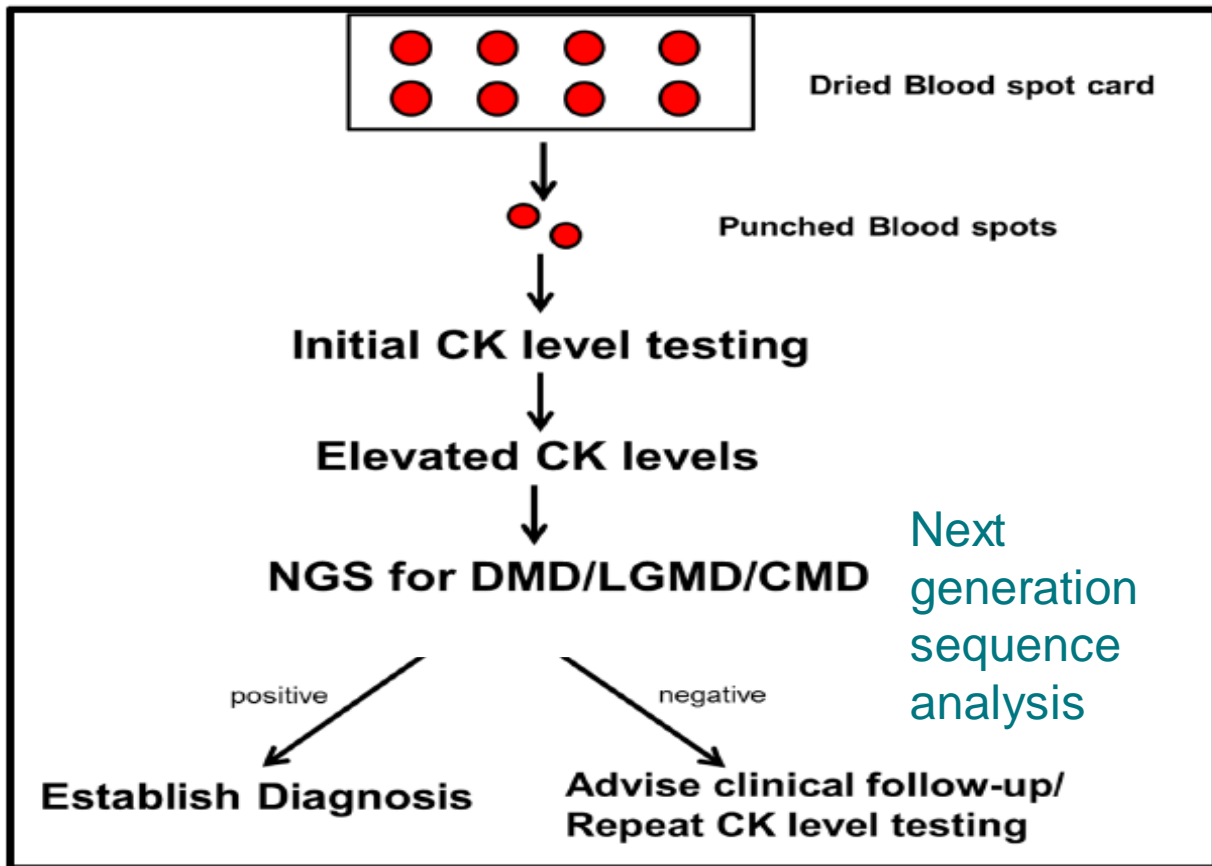 Dried Blood spot card
Punched Blood spots
Initial CK level testing
Elevated CK levels
NGS for DMD/LGMD/CMD
Next
generation
sequence
analysis
positive
negative
Establish Diagnosis
Advise clinical follow-up/
Repeat CK level testing